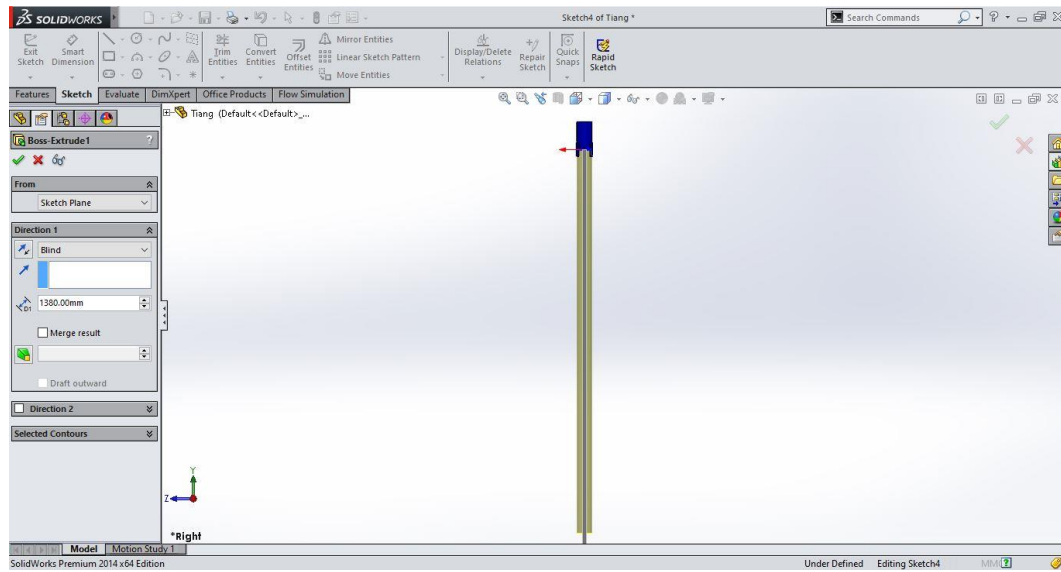 SOLIDWORKS
Sketch4 of Tiang *
Search Commands
Exit Sketch
Smart Dimension
Trim Entities
Convert Entities
Offset Entities
Mirror Entities
Linear Sketch Pattern
Move Entities
Display/Delete Relations
Repair Sketch
Quick Snaps
Rapid Sketch
Features Sketch Evaluate DimXpert Office Products Flow Simulation
Tiang (Default<<Default>_...
Boss-Extrude1 ?
From
Sketch Plane
Direction 1
Blind
D1 1380.00mm
Merge result
Draft outward
Direction 2
Selected Contours
Y
Z
*Right
Model Motion Study 1
SolidWorks Premium 2014 x64 Edition Under Defined Editing Sketch4